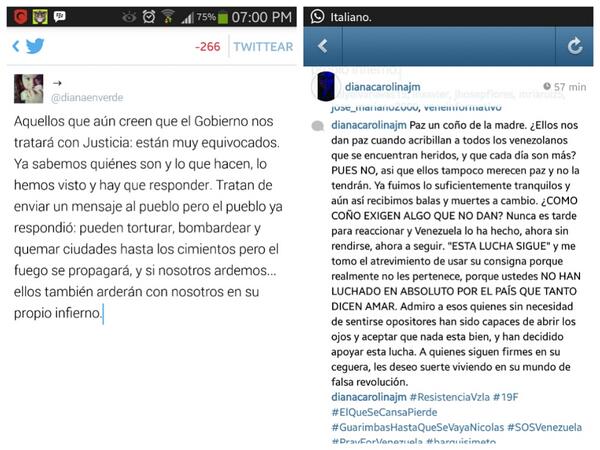 75% 07:00 PM
-266 TWITTEAR
→
@dianaenverde
Aquellos que aún creen que el Gobierno nos
tratará con Justicia: están muy equivocados.
Ya sabemos quiénes son y lo que hacen, lo
hemos visto y hay que responder. Tratan de
enviar un mensaje al pueblo pero el pueblo ya
respondió: pueden torturar, bombardear y
quemar ciudades hasta los cimientos pero el
fuego se propagará, y si nosotros ardemos...
ellos también arderán con nosotros en su
propio infierno.
Italiano.
dianacarolinajm 57 min
dianacarolinajm Paz un coño de la madre. ¿Ellos nos
dan paz cuando acribillan a todos los venezolanos
que se encuentran heridos, y que cada día son más?
PUES NO, asi que ellos tampoco merecen paz y no la
tendrán. Ya fuimos lo suficientemente tranquilos y
aún así recibimos balas y muertes a cambio. ¿COMO
COÑO EXIGEN ALGO QUE NO DAN? Nunca es tarde
para reaccionar y Venezuela lo ha hecho, ahora sin
rendirse, ahora a seguir. "ESTA LUCHA SIGUE" y me
tomo el atrevimiento de usar su consigna porque
realmente no les pertenece, porque ustedes NO HAN
LUCHADO EN ABSOLUTO POR EL PAÍS QUE TANTO
DICEN AMAR. Admiro a esos quienes sin necesidad
de sentirse opositores han sido capaces de abrir los
ojos y aceptar que nada esta bien, y han decidido
apoyar esta lucha. A quienes siguen firmes en su
ceguera, les deseo suerte viviendo en su mundo de
falsa revolución.
dianacarolinajm #ResistenciaVzla #19F
#ElQueSeCansaPierde
#GuarimbasHastaQueSeVayaNicolas #SOSVenezuela
#PrayForVenezuela #barquisimeto